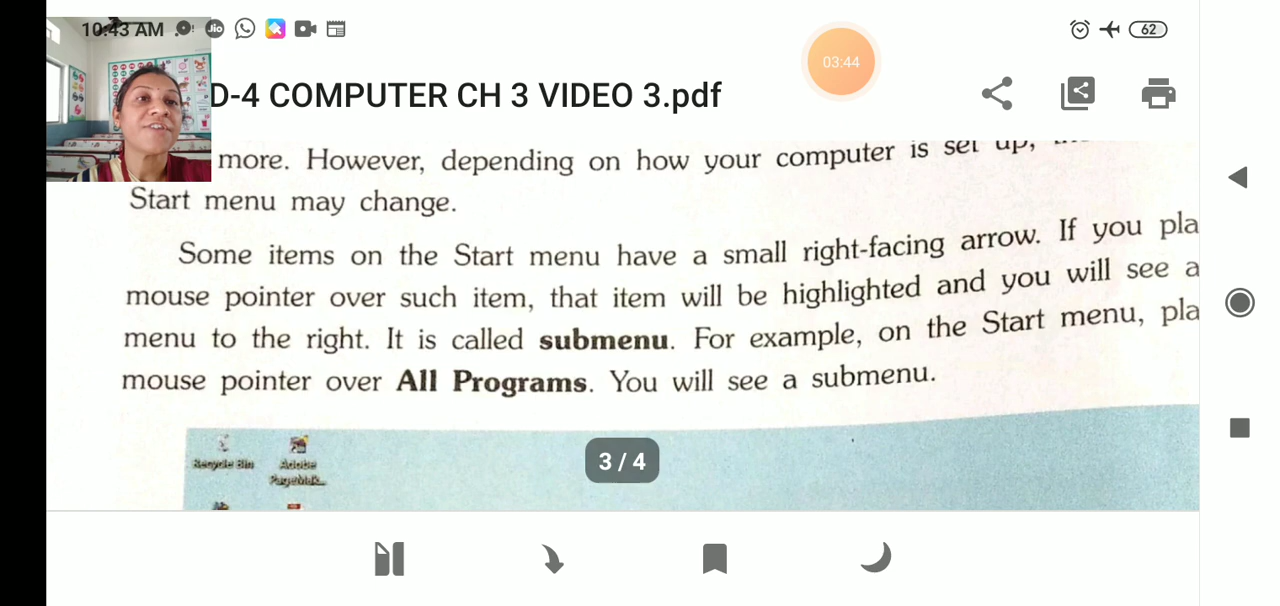 10:43 AM
Jio
62
03:44
D-4 COMPUTER CH 3 VIDEO 3.pdf
more. However, depending on how your computer is set up,
Start menu may change.
Some items on the Start menu have a small right-facing arrow. If you pla
mouse pointer over such item, that item will be highlighted and you will see a
menu to the right. It is called submenu. For example, on the Start menu, pla
mouse pointer over All Programs. You will see a submenu.
Recycle Bin
Adobe
PageMak...
3 / 4